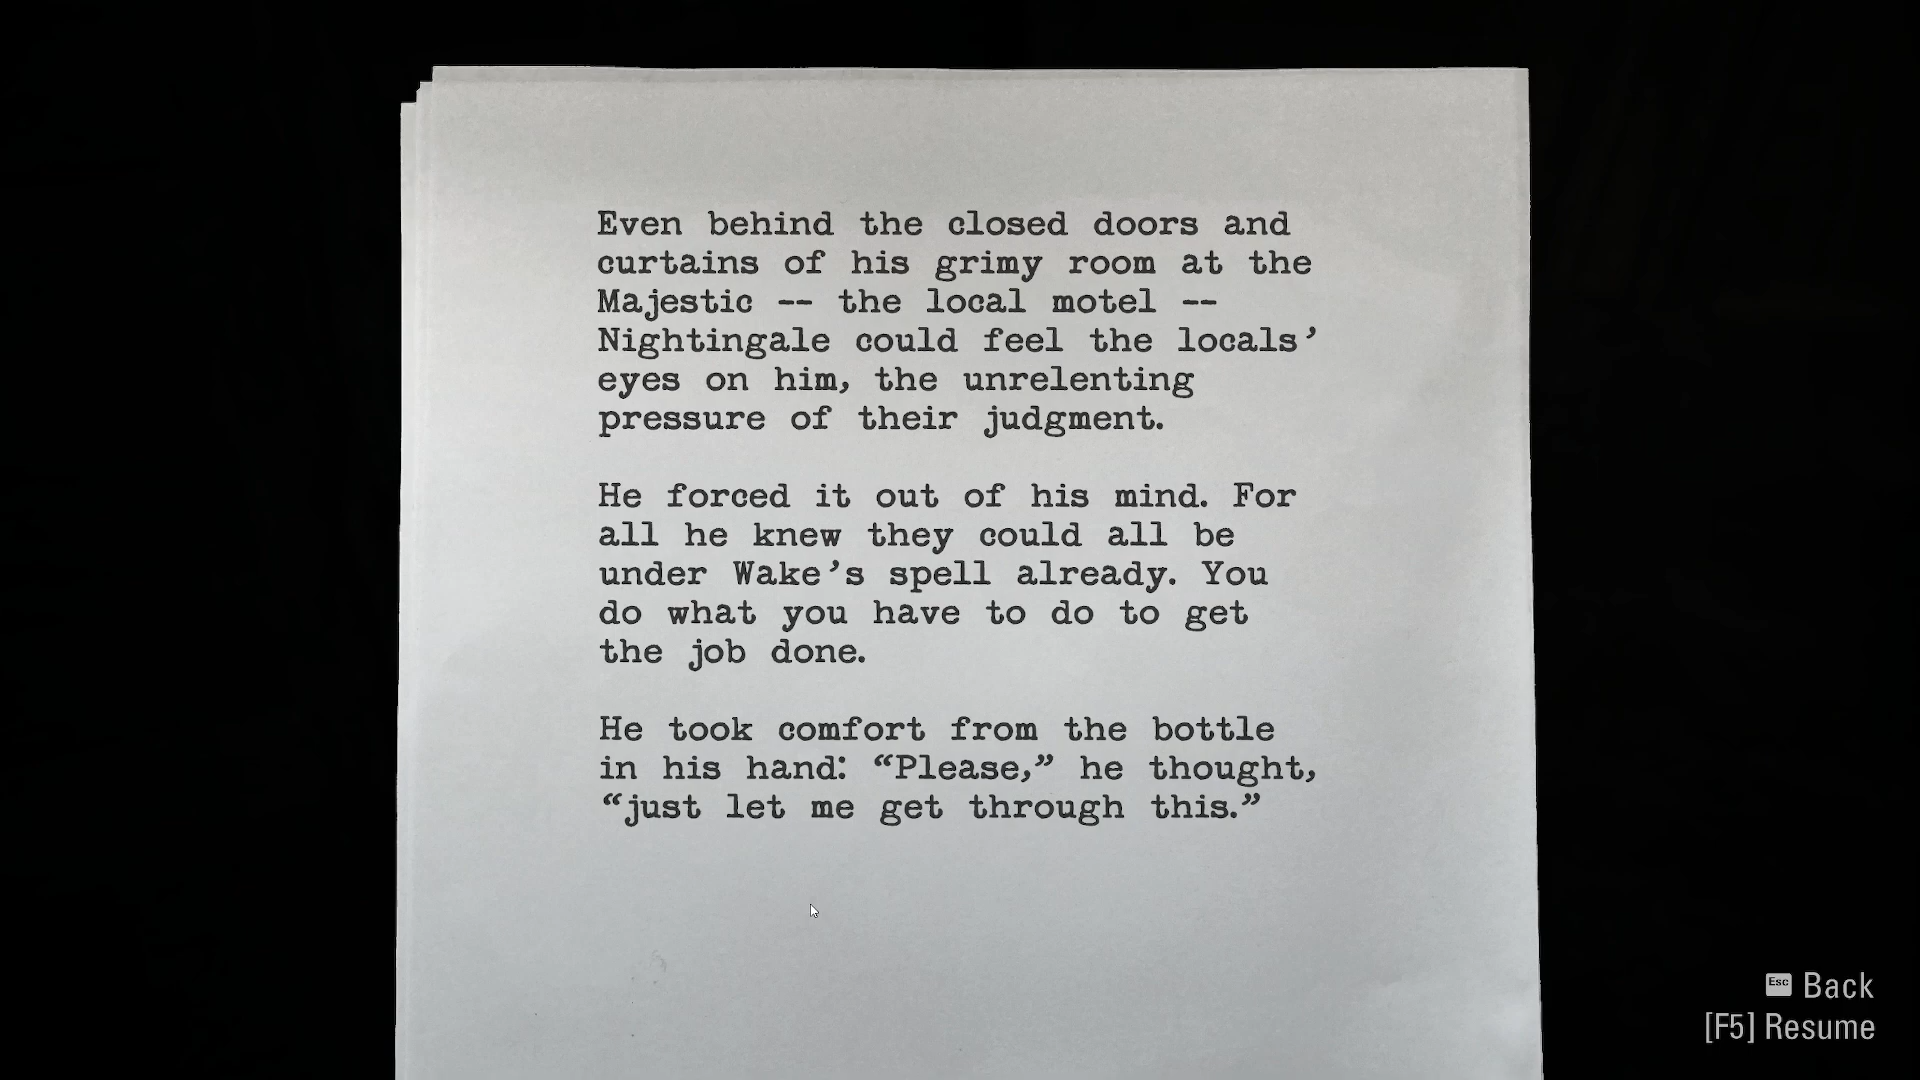 Even behind the closed doors and
curtains of his grimy room at the
Majestic -- the local motel --
Nightingale could feel the locals’
eyes on him, the unrelenting
pressure of their judgment.
He forced it out of his mind. For
all he knew they could all be
under Wake’s spell already. You
do what you have to do to get
the job done.
He took comfort from the bottle
in his hand: “Please,” he thought,
“just let me get through this.”
Esc Back
[F5] Resume